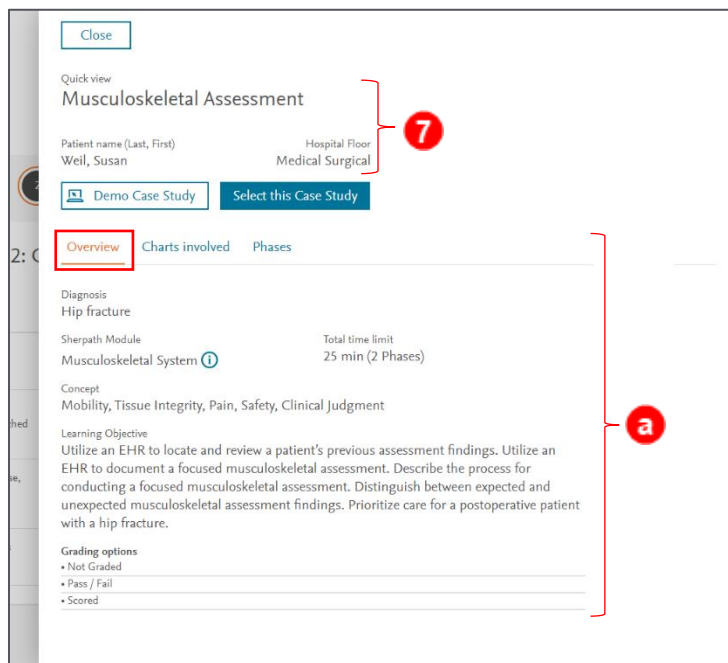 Close
Quick view
Musculoskeletal Assessment
7
Patient name (Last, First) Hospital Floor
Weil, Susan Medical Surgical
2
Demo Case Study Select this Case Study
2: C
Overview Charts involved Phases
Diagnosis
Hip fracture
Sherpath Module Total time limit
Musculoskeletal System i 25 min (2 Phases)
Concept
Mobility, Tissue Integrity, Pain, Safety, Clinical Judgment
hed
a
Learning Objective
Utilize an EHR to locate and review a patient's previous assessment findings. Utilize an
EHR to document a focused musculoskeletal assessment. Describe the process for
se,
conducting a focused musculoskeletal assessment. Distinguish between expected and
unexpected musculoskeletal assessment findings. Prioritize care for a postoperative patient
with a hip fracture.
Grading options
• Not Graded
• Pass / Fail
• Scored